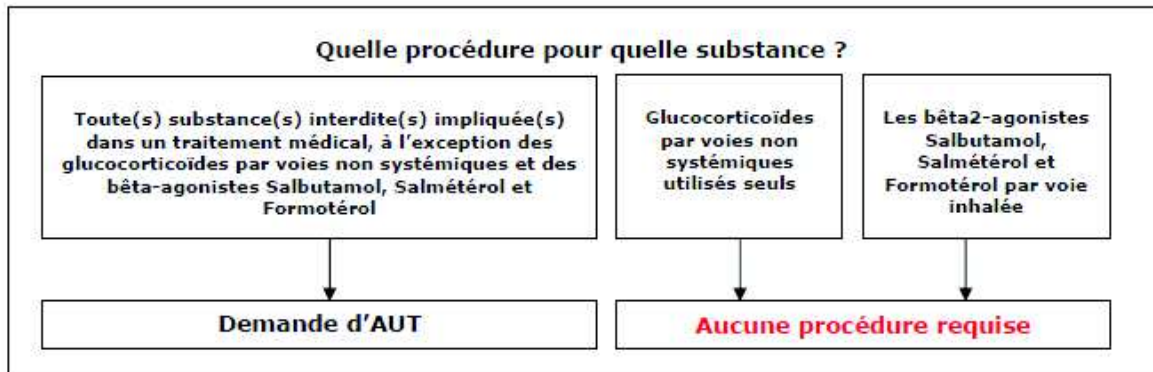 Quelle procédure pour quelle substance ?
Toute(s) substance(s) interdite(s) impliquée(s)
dans un traitement médical, à l'exception des
glucocorticoïdes par voies non systémiques et des
bêta-agonistes Salbutamol, Salmétérol et
Formotérol
Glucocorticoïdes
par voies non
systémiques
utilisés seuls
Les bêta2-agonistes
Salbutamol,
Salmétérol et
Formotérol par voie
inhalée
Demande d'AUT
Aucune procédure requise